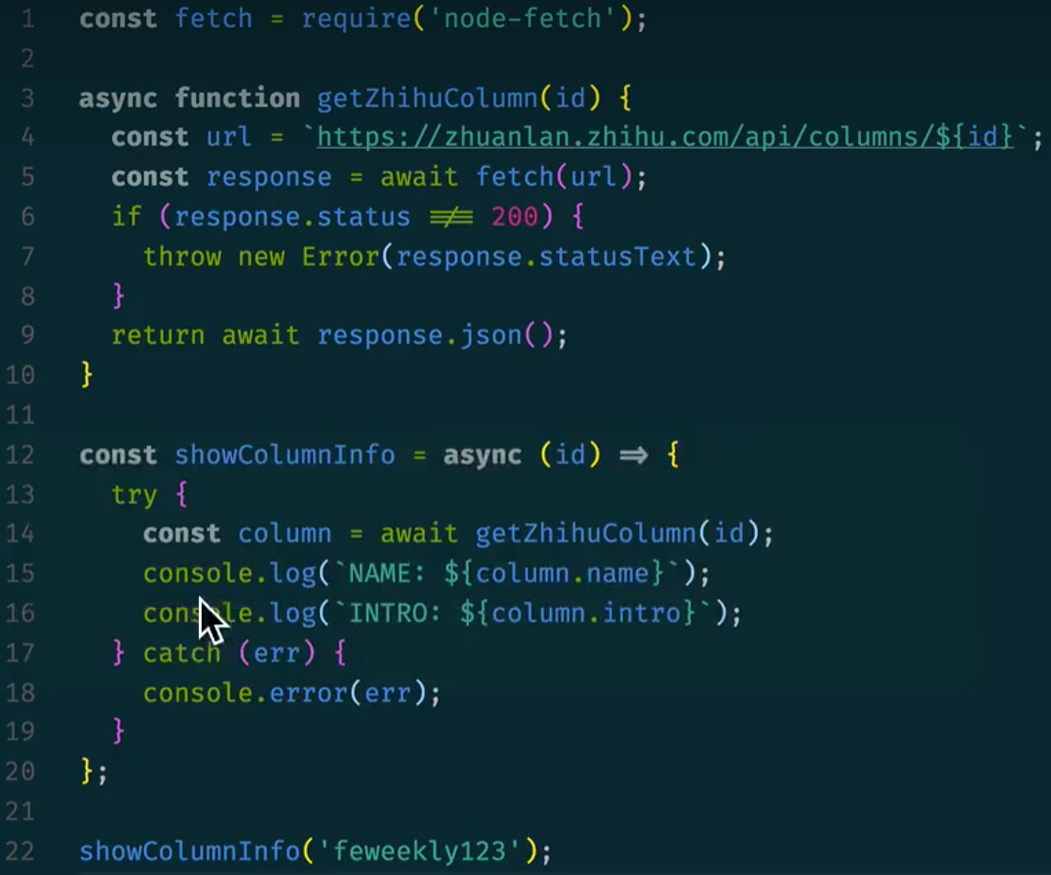 1 const fetch = require('node-fetch');
2
3 async function getZhihuColumn(id) {
4   const url = `https://zhuanlan.zhihu.com/api/columns/${id}`;
5   const response = await fetch(url);
6   if (response.status !== 200) {
7     throw new Error(response.statusText);
8   }
9   return await response.json();
10 }
11
12 const showColumnInfo = async (id) => {
13   try {
14     const column = await getZhihuColumn(id);
15     console.log(`NAME: ${column.name}`);
16     console.log(`INTRO: ${column.intro}`);
17   } catch (err) {
18     console.error(err);
19   }
20 };
21
22 showColumnInfo('feweekly123');